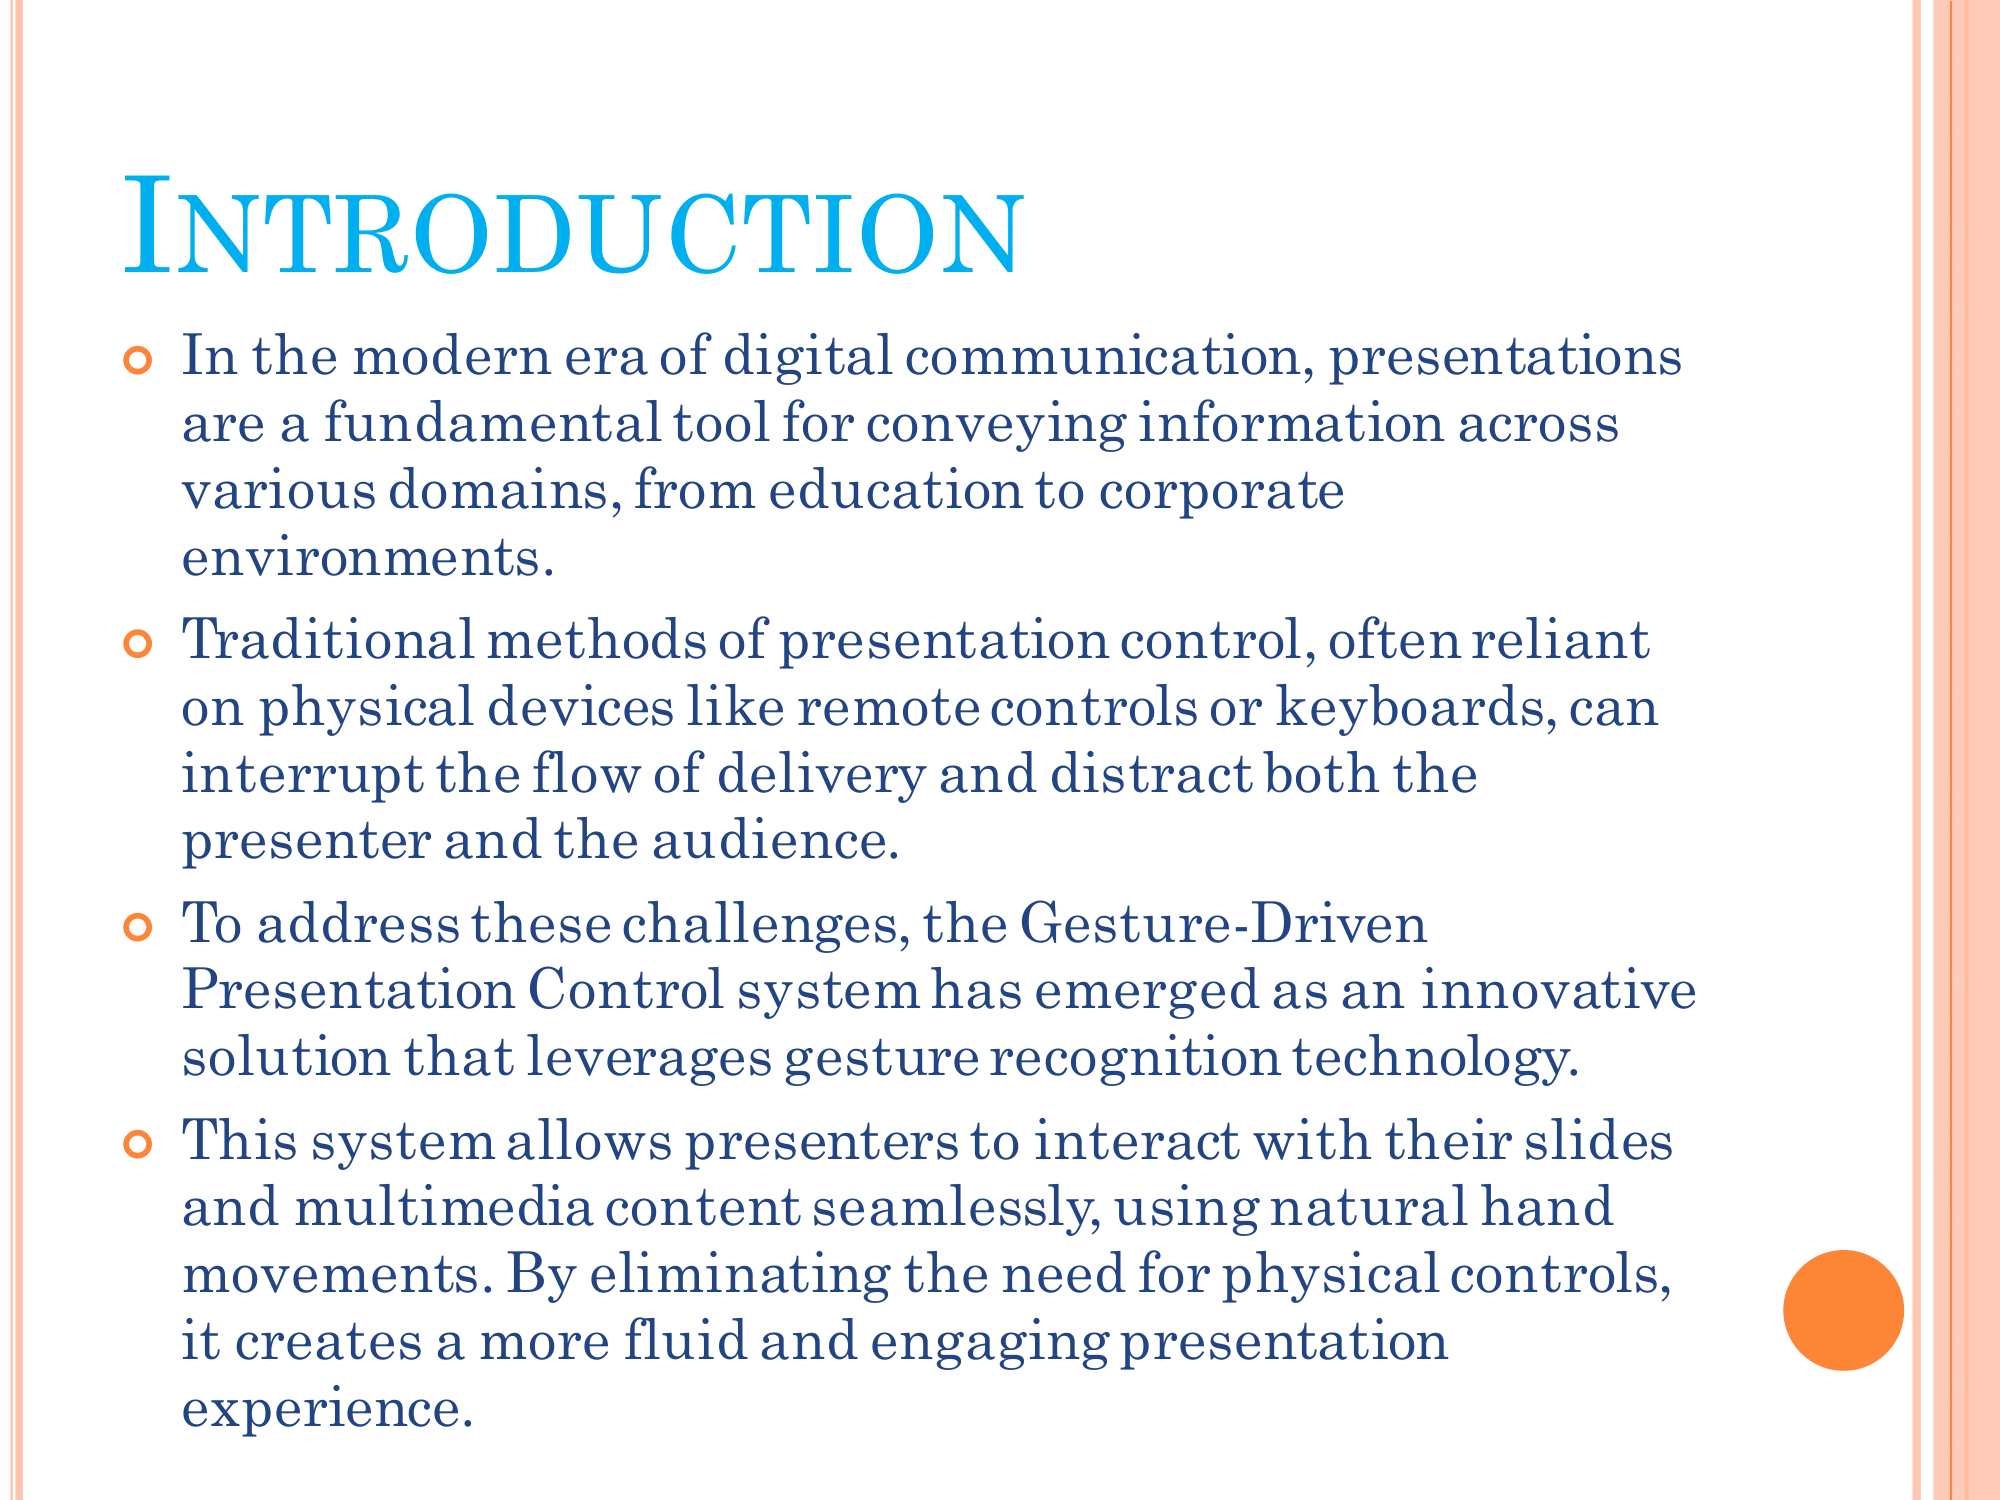 INTRODUCTION
In the modern era of digital communication, presentations
are a fundamental tool for conveying information across
various domains, from education to corporate
environments.
Traditional methods of presentation control, often reliant
on physical devices like remote controls or keyboards, can
interrupt the flow of delivery and distract both the
presenter and the audience.
To address these challenges, the Gesture-Driven
Presentation Control system has emerged as an innovative
solution that leverages gesture recognition technology.
This system allows presenters to interact with their slides
and multimedia content seamlessly, using natural hand
movements. By eliminating the need for physical controls,
it creates a more fluid and engaging presentation
experience.